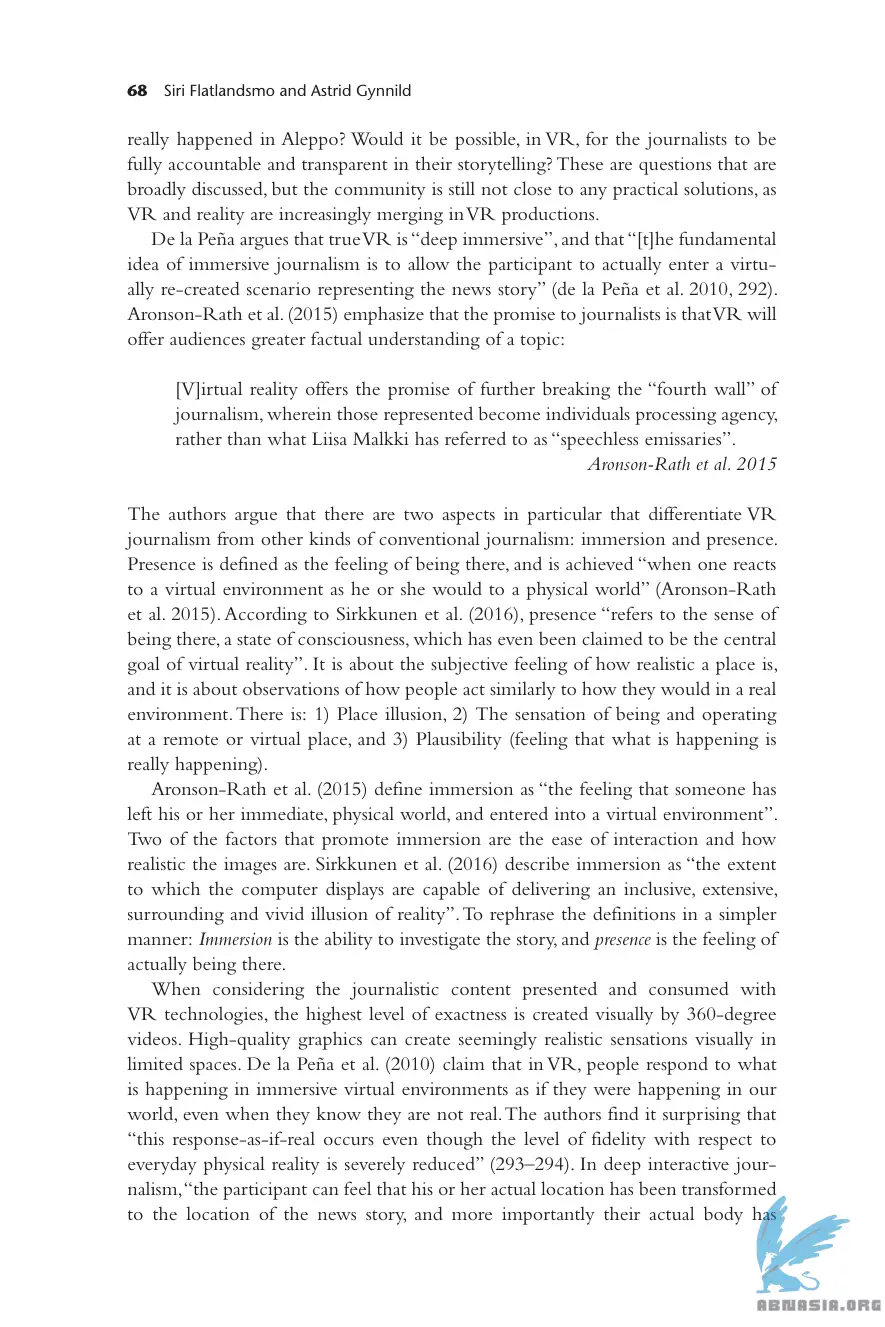 68 Siri Flatlandsmo and Astrid Gynnild
really happened in Aleppo? Would it be possible, in VR, for the journalists to be
fully accountable and transparent in their storytelling? These are questions that are
broadly discussed, but the community is still not close to any practical solutions, as
VR and reality are increasingly merging in VR productions.
De la Peña argues that true VR is “deep immersive”, and that “[t]he fundamental
idea of immersive journalism is to allow the participant to actually enter a virtu-
ally re-created scenario representing the news story” (de la Peña et al. 2010, 292).
Aronson-Rath et al. (2015) emphasize that the promise to journalists is that VR will
offer audiences greater factual understanding of a topic:
[V]irtual reality offers the promise of further breaking the “fourth wall” of
journalism, wherein those represented become individuals processing agency,
rather than what Liisa Malkki has referred to as “speechless emissaries”.
Aronson-Rath et al. 2015
The authors argue that there are two aspects in particular that differentiate VR
journalism from other kinds of conventional journalism: immersion and presence.
Presence is defined as the feeling of being there, and is achieved “when one reacts
to a virtual environment as he or she would to a physical world” (Aronson-Rath
et al. 2015). According to Sirkkunen et al. (2016), presence “refers to the sense of
being there, a state of consciousness, which has even been claimed to be the central
goal of virtual reality”. It is about the subjective feeling of how realistic a place is,
and it is about observations of how people act similarly to how they would in a real
environment. There is: 1) Place illusion, 2) The sensation of being and operating
at a remote or virtual place, and 3) Plausibility (feeling that what is happening is
really happening).
Aronson-Rath et al. (2015) define immersion as “the feeling that someone has
left his or her immediate, physical world, and entered into a virtual environment”.
Two of the factors that promote immersion are the ease of interaction and how
realistic the images are. Sirkkunen et al. (2016) describe immersion as “the extent
to which the computer displays are capable of delivering an inclusive, extensive,
surrounding and vivid illusion of reality”. To rephrase the definitions in a simpler
manner: Immersion is the ability to investigate the story, and presence is the feeling of
actually being there.
When considering the journalistic content presented and consumed with
VR technologies, the highest level of exactness is created visually by 360-degree
videos. High-quality graphics can create seemingly realistic sensations visually in
limited spaces. De la Peña et al. (2010) claim that in VR, people respond to what
is happening in immersive virtual environments as if they were happening in our
world, even when they know they are not real. The authors find it surprising that
“this response-as-if-real occurs even though the level of fidelity with respect to
everyday physical reality is severely reduced” (293–294). In deep interactive jour-
nalism, “the participant can feel that his or her actual location has been transformed
to the location of the news story, and more importantly their actual body has
ABNASIA.ORG